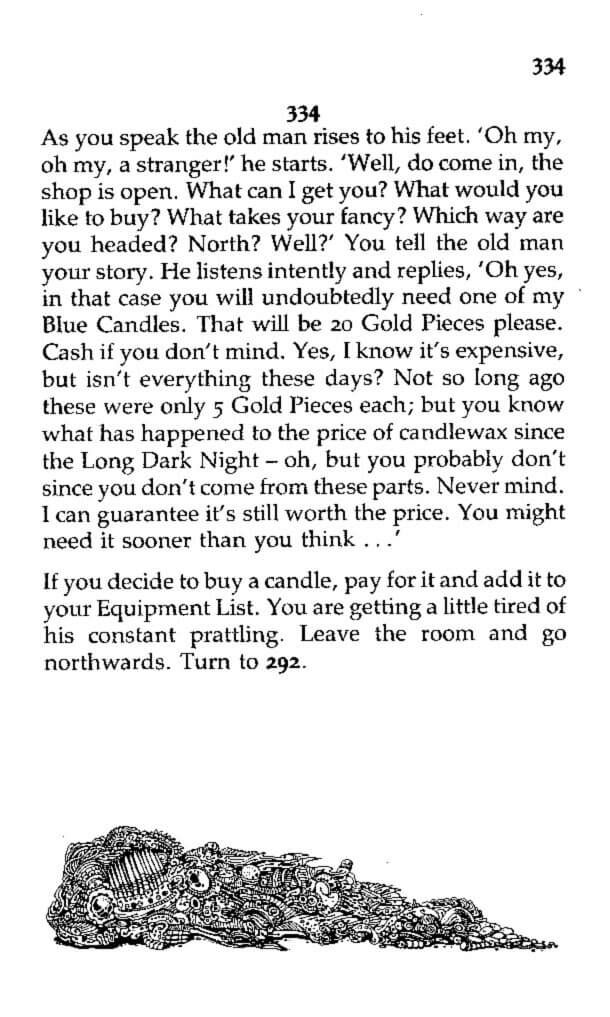 334
334
As you speak the old man rises to his feet. ‘Oh my,
oh my, a stranger!’ he starts. ‘Well, do come in, the
shop is open. What can I get you? What would you
like to buy? What takes your fancy? Which way are
you headed? North? Well?’ You tell the old man
your story. He listens intently and replies, ‘Oh yes,
in that case you will undoubtedly need one of my
Blue Candles. That will be 20 Gold Pieces please.
Cash if you don’t mind. Yes, I know it’s expensive,
but isn’t everything these days? Not so long ago
these were only 5 Gold Pieces each; but you know
what has happened to the price of candlewax since
the Long Dark Night – oh, but you probably don’t
since you don’t come from these parts. Never mind.
I can guarantee it’s still worth the price. You might
need it sooner than you think . . .’
If you decide to buy a candle, pay for it and add it to
your Equipment List. You are getting a little tired of
his constant prattling. Leave the room and go
northwards. Turn to 292.